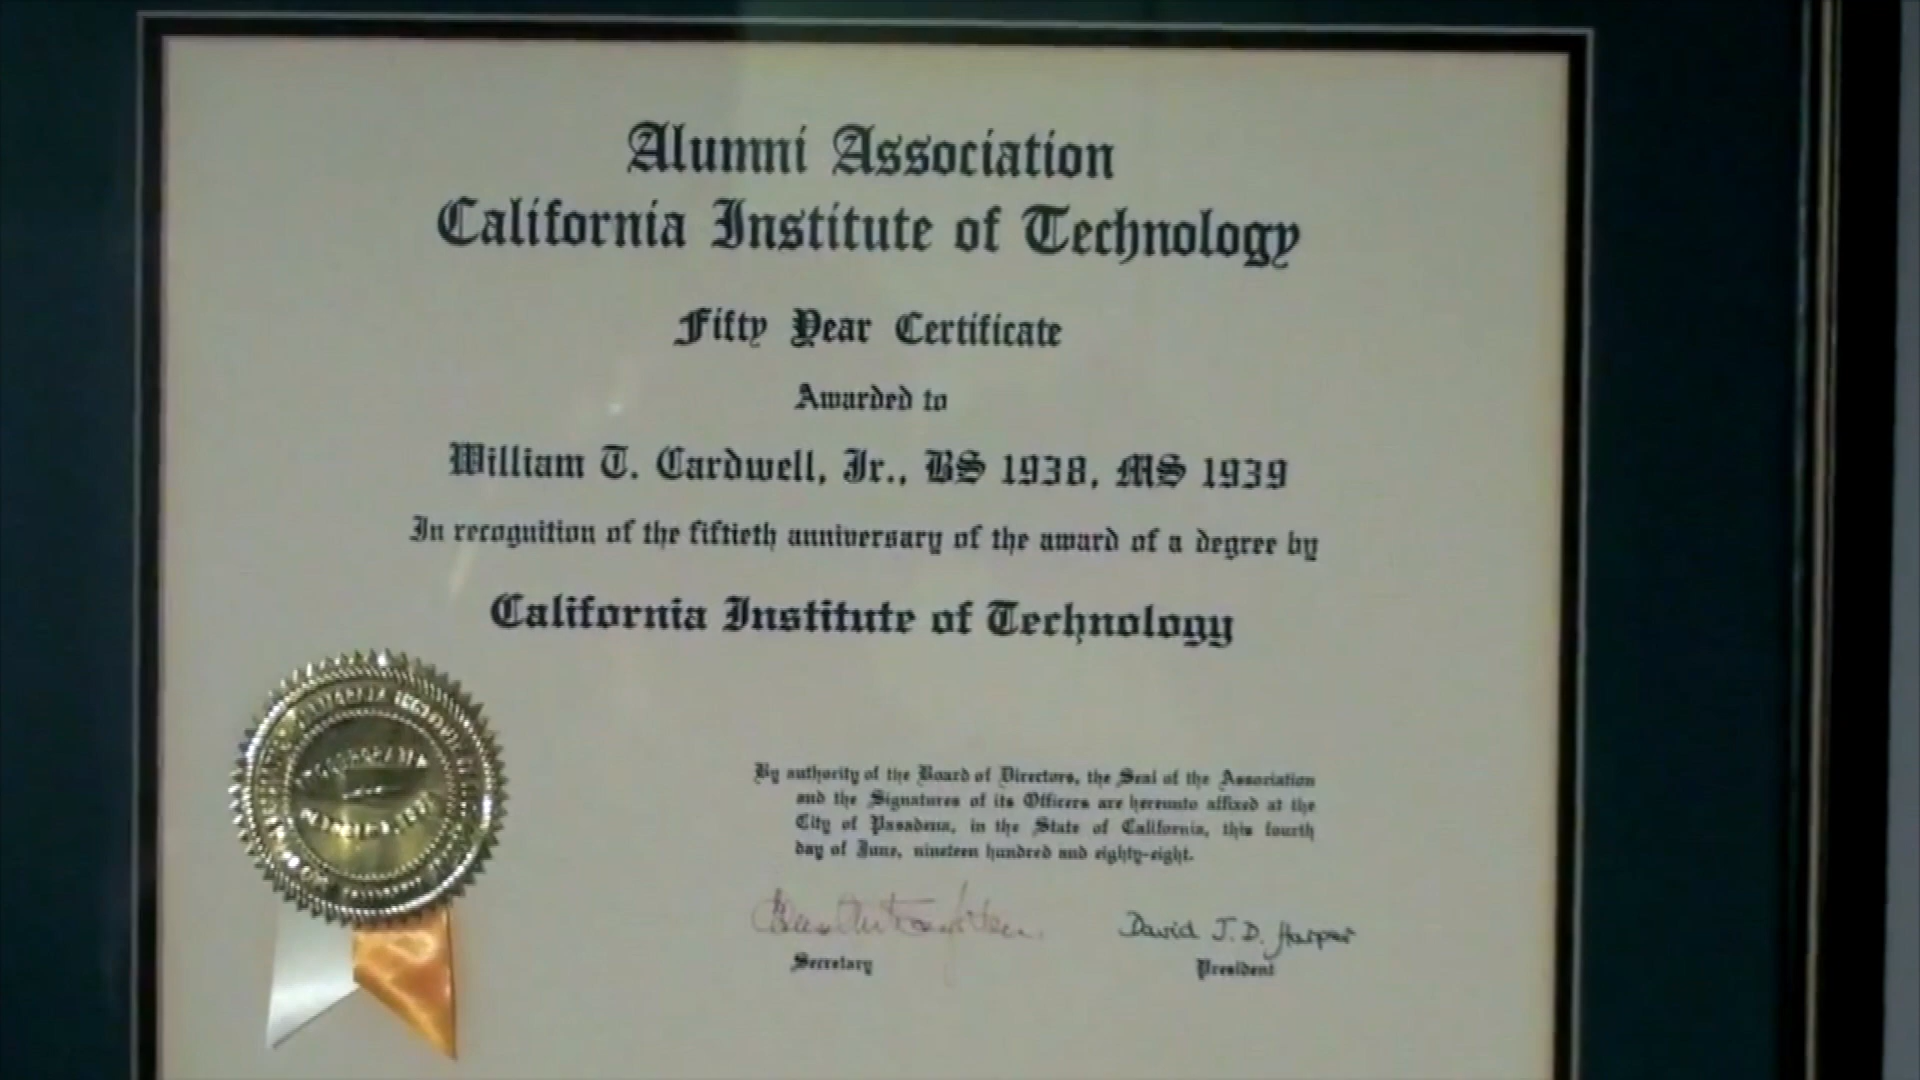 Alumni Association
California Institute of Technology
Fifty Year Certificate
Awarded to
William T. Cardwell, Jr., BS 1938, MS 1939
In recognition of the fiftieth anniversary of the award of a degree by
California Institute of Technology
By authority of the Board of Directors, the Seal of the Association
and the Signatures of its Officers are hereunto affixed at the
City of Pasadena, in the State of California, this fourth
day of June, nineteen hundred and eighty-eight.
David J.D. Harper
Secretary President